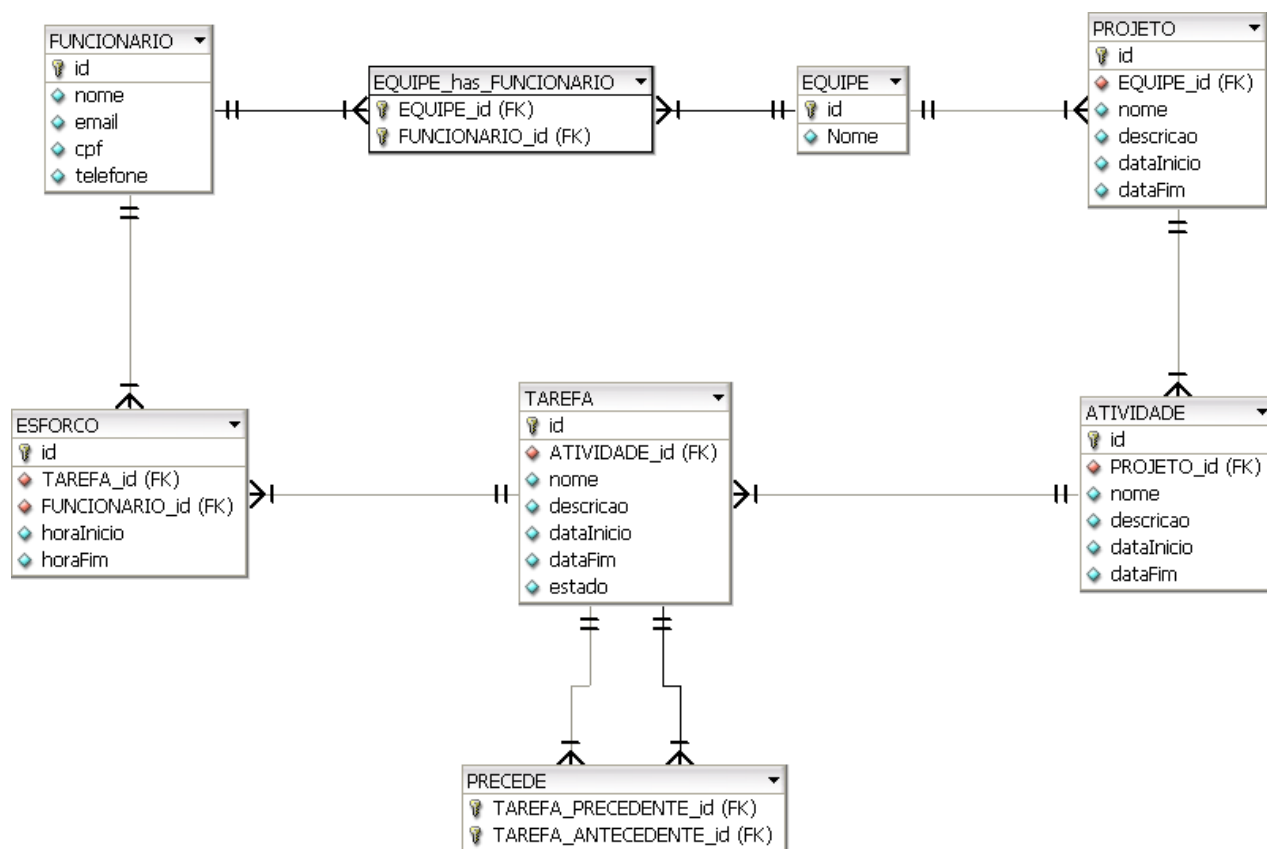 FUNCIONARIO
id
nome
email
cpf
telefone
EQUIPE_has_FUNCIONARIO
EQUIPE_id (FK)
FUNCIONARIO_id (FK)
EQUIPE
id
Nome
PROJETO
id
EQUIPE_id (FK)
nome
descricao
dataInicio
dataFim
ESFORCO
id
TAREFA_id (FK)
FUNCIONARIO_id (FK)
horaInicio
horaFim
TAREFA
id
ATIVIDADE_id (FK)
nome
descricao
dataInicio
dataFim
estado
ATIVIDADE
id
PROJETO_id (FK)
nome
descricao
dataInicio
dataFim
PRECEDE
TAREFA_PRECEDENTE_id (FK)
TAREFA_ANTECEDENTE_id (FK)